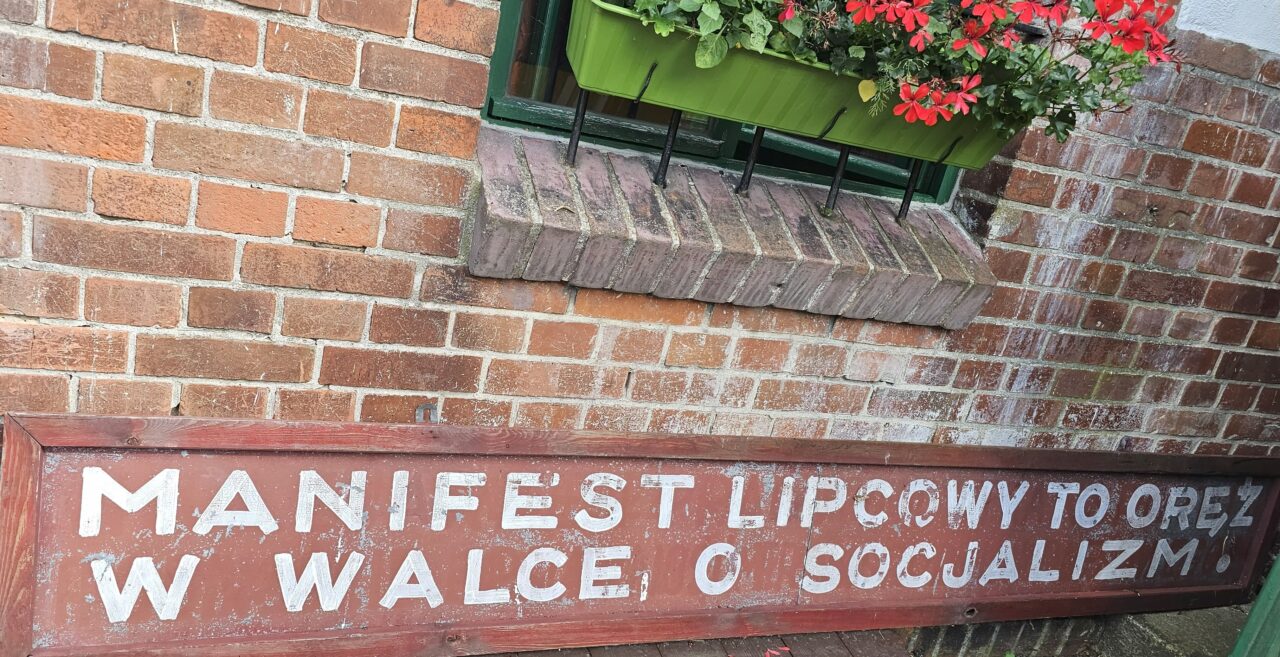 MANIFEST LIPCOWY TO ORĘŻ
W WALCE, O SOCJALIZM.